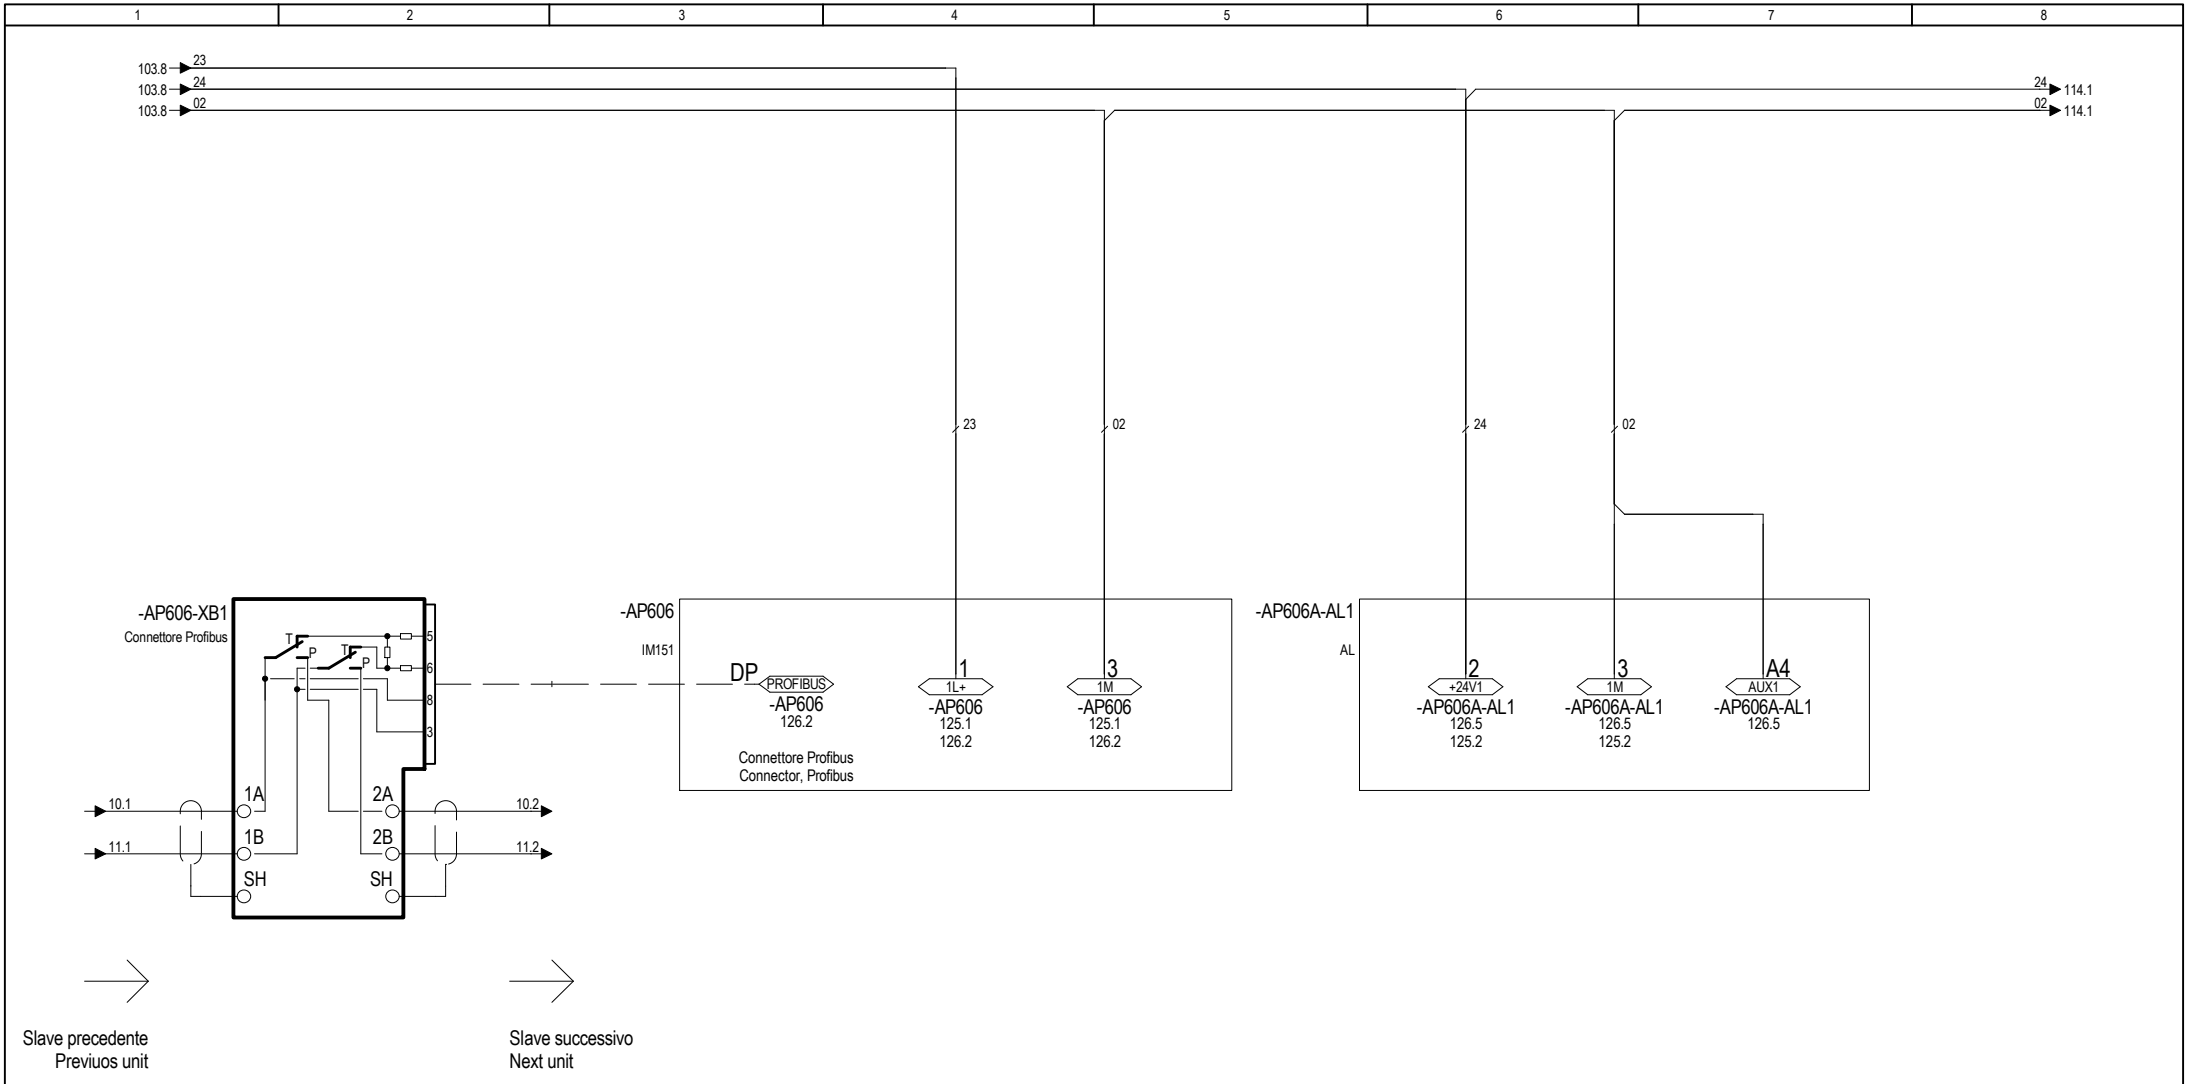 1 2 3 4 5 6 7 8
103.8 23
103.8 24 24 114.1
103.8 02 02 114.1
23 02 24 02
-AP606-XB1
Connettore Profibus
T P T P
5
6
8
3
1A 2A
10.1 10.2
1B 2B
11.1 11.2
SH SH
-AP606
IM151
DP PROFIBUS
-AP606
126.2
Connettore Profibus
Connector, Profibus
1
1L+
-AP606
125.1
126.2
3
1M
-AP606
125.1
126.2
-AP606A-AL1
AL
2
+24V1
-AP606A-AL1
126.5
125.2
3
1M
-AP606A-AL1
126.5
125.2
A4
AUX1
-AP606A-AL1
126.5
Slave precedente
Previuos unit
Slave successivo
Next unit